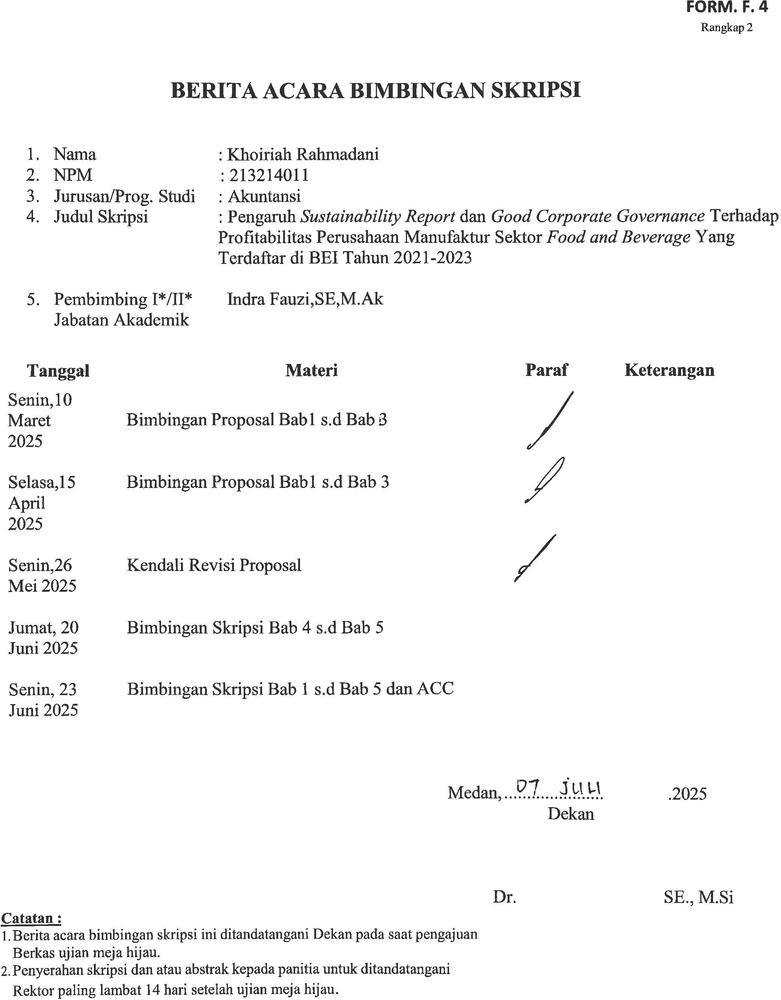 FORM. F. 4
Rangkap 2
BERITA ACARA BIMBINGAN SKRIPSI
1. Nama : Khoiriah Rahmadani
2. NPM : 213214011
3. Jurusan/Prog. Studi : Akuntansi
4. Judul Skripsi : Pengaruh Sustainability Report dan Good Corporate Governance Terhadap
Profitabilitas Perusahaan Manufaktur Sektor Food and Beverage Yang
Terdaftar di BEI Tahun 2021-2023
5. Pembimbing I*/II* Indra Fauzi,SE,M.Ak
Jabatan Akademik
Tanggal Materi Paraf Keterangan
Senin,10
Maret Bimbingan Proposal Bab1 s.d Bab 3
2025
Selasa,15 Bimbingan Proposal Bab1 s.d Bab 3
April
2025
Senin,26 Kendali Revisi Proposal
Mei 2025
Jumat, 20 Bimbingan Skripsi Bab 4 s.d Bab 5
Juni 2025
Senin, 23 Bimbingan Skripsi Bab 1 s.d Bab 5 dan ACC
Juni 2025
Medan, 07 Juli .2025
Dekan
Dr. SE., M.Si
Catatan :
1. Berita acara bimbingan skripsi ini ditandatangani Dekan pada saat pengajuan
Berkas ujian meja hijau.
2. Penyerahan skripsi dan atau abstrak kepada panitia untuk ditandatangani
Rektor paling lambat 14 hari setelah ujian meja hijau.